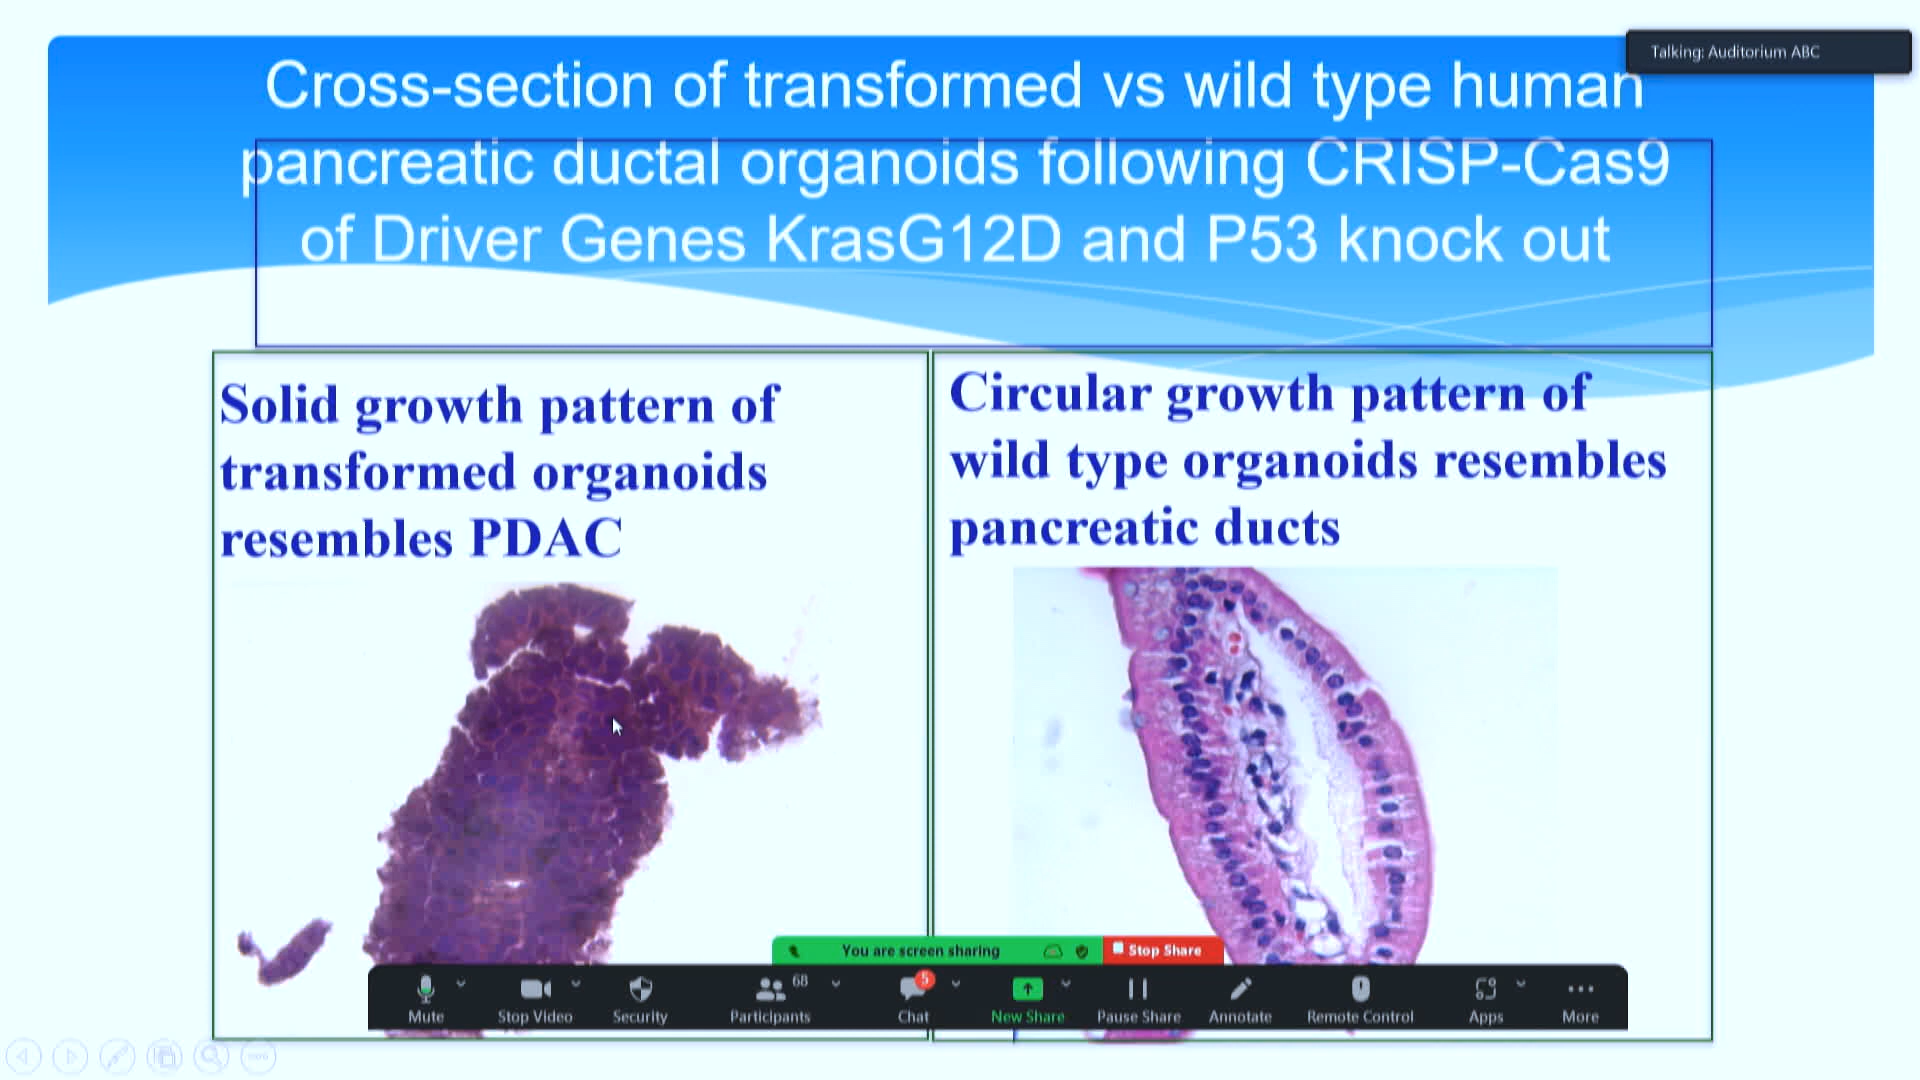 Talking: Auditorium ABC
Cross-section of transformed vs wild type human
pancreatic ductal organoids following CRISP-Cas9
of Driver Genes KrasG12D and P53 knock out
Solid growth pattern of
transformed organoids
resembles PDAC
Circular growth pattern of
wild type organoids resembles
pancreatic ducts
You are screen sharing
Stop Share
68
5
Mute
Stop Video
Security
Participants
Chat
New Share
Pause Share
Annotate
Remote Control
Apps
More